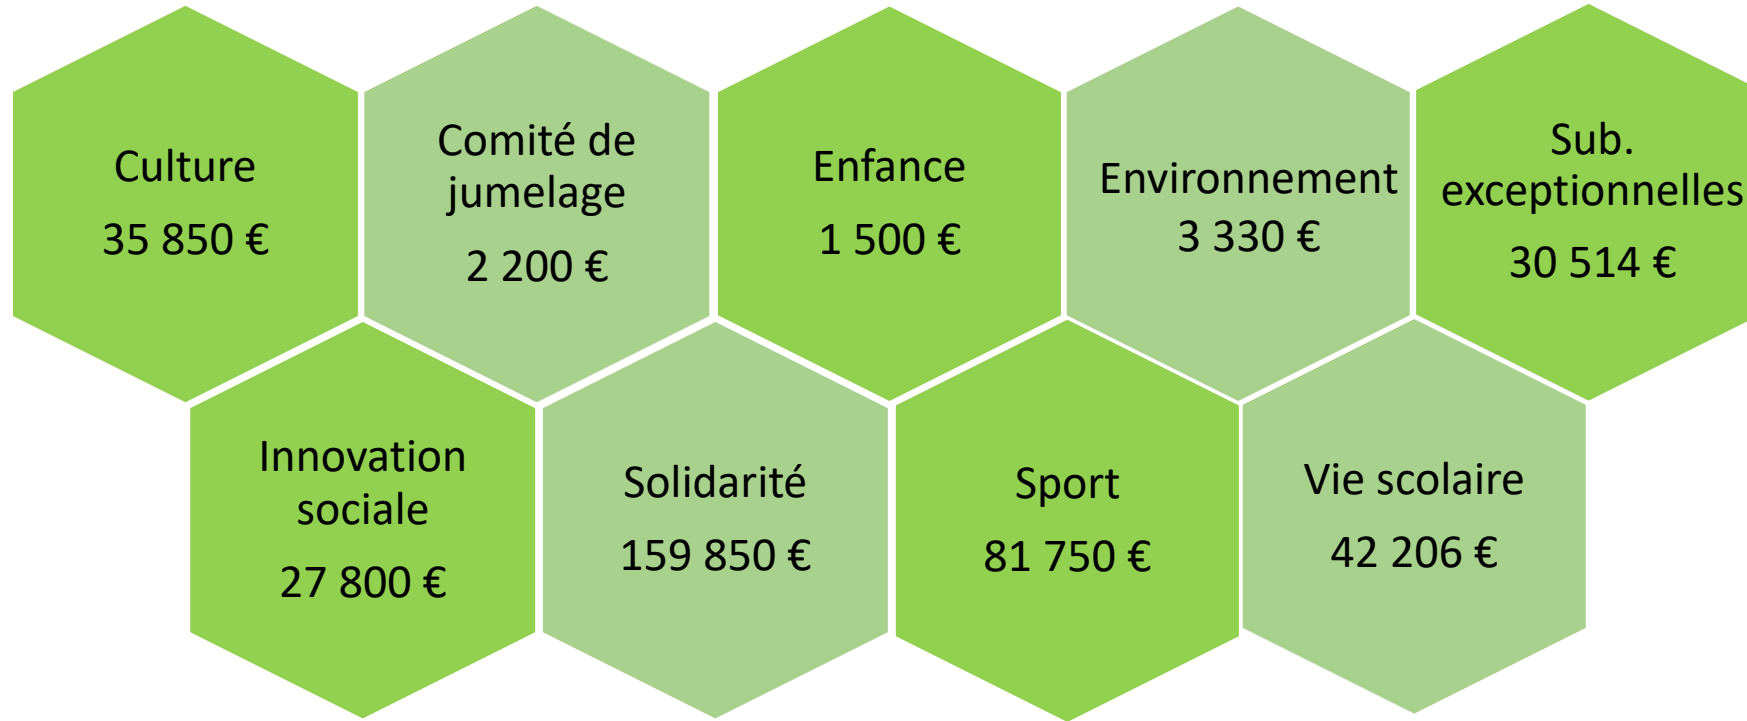 Culture
35 850 €
Comité de
jumelage
2 200 €
Enfance
1 500 €
Environnement
3 330 €
Sub.
exceptionnelles
30 514 €
Innovation
sociale
27 800 €
Solidarité
159 850 €
Sport
81 750 €
Vie scolaire
42 206 €